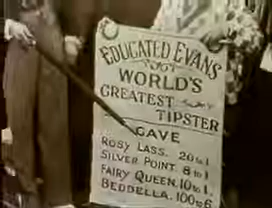 EDUCATED EVANS
WORLD'S
GREATEST
TIPSTER
GAVE
ROSY LASS. 20 to 1
SILVER POINT. 8 to 1
FAIRY QUEEN. 10 to 1.
BEDDELLA. 100 to 6